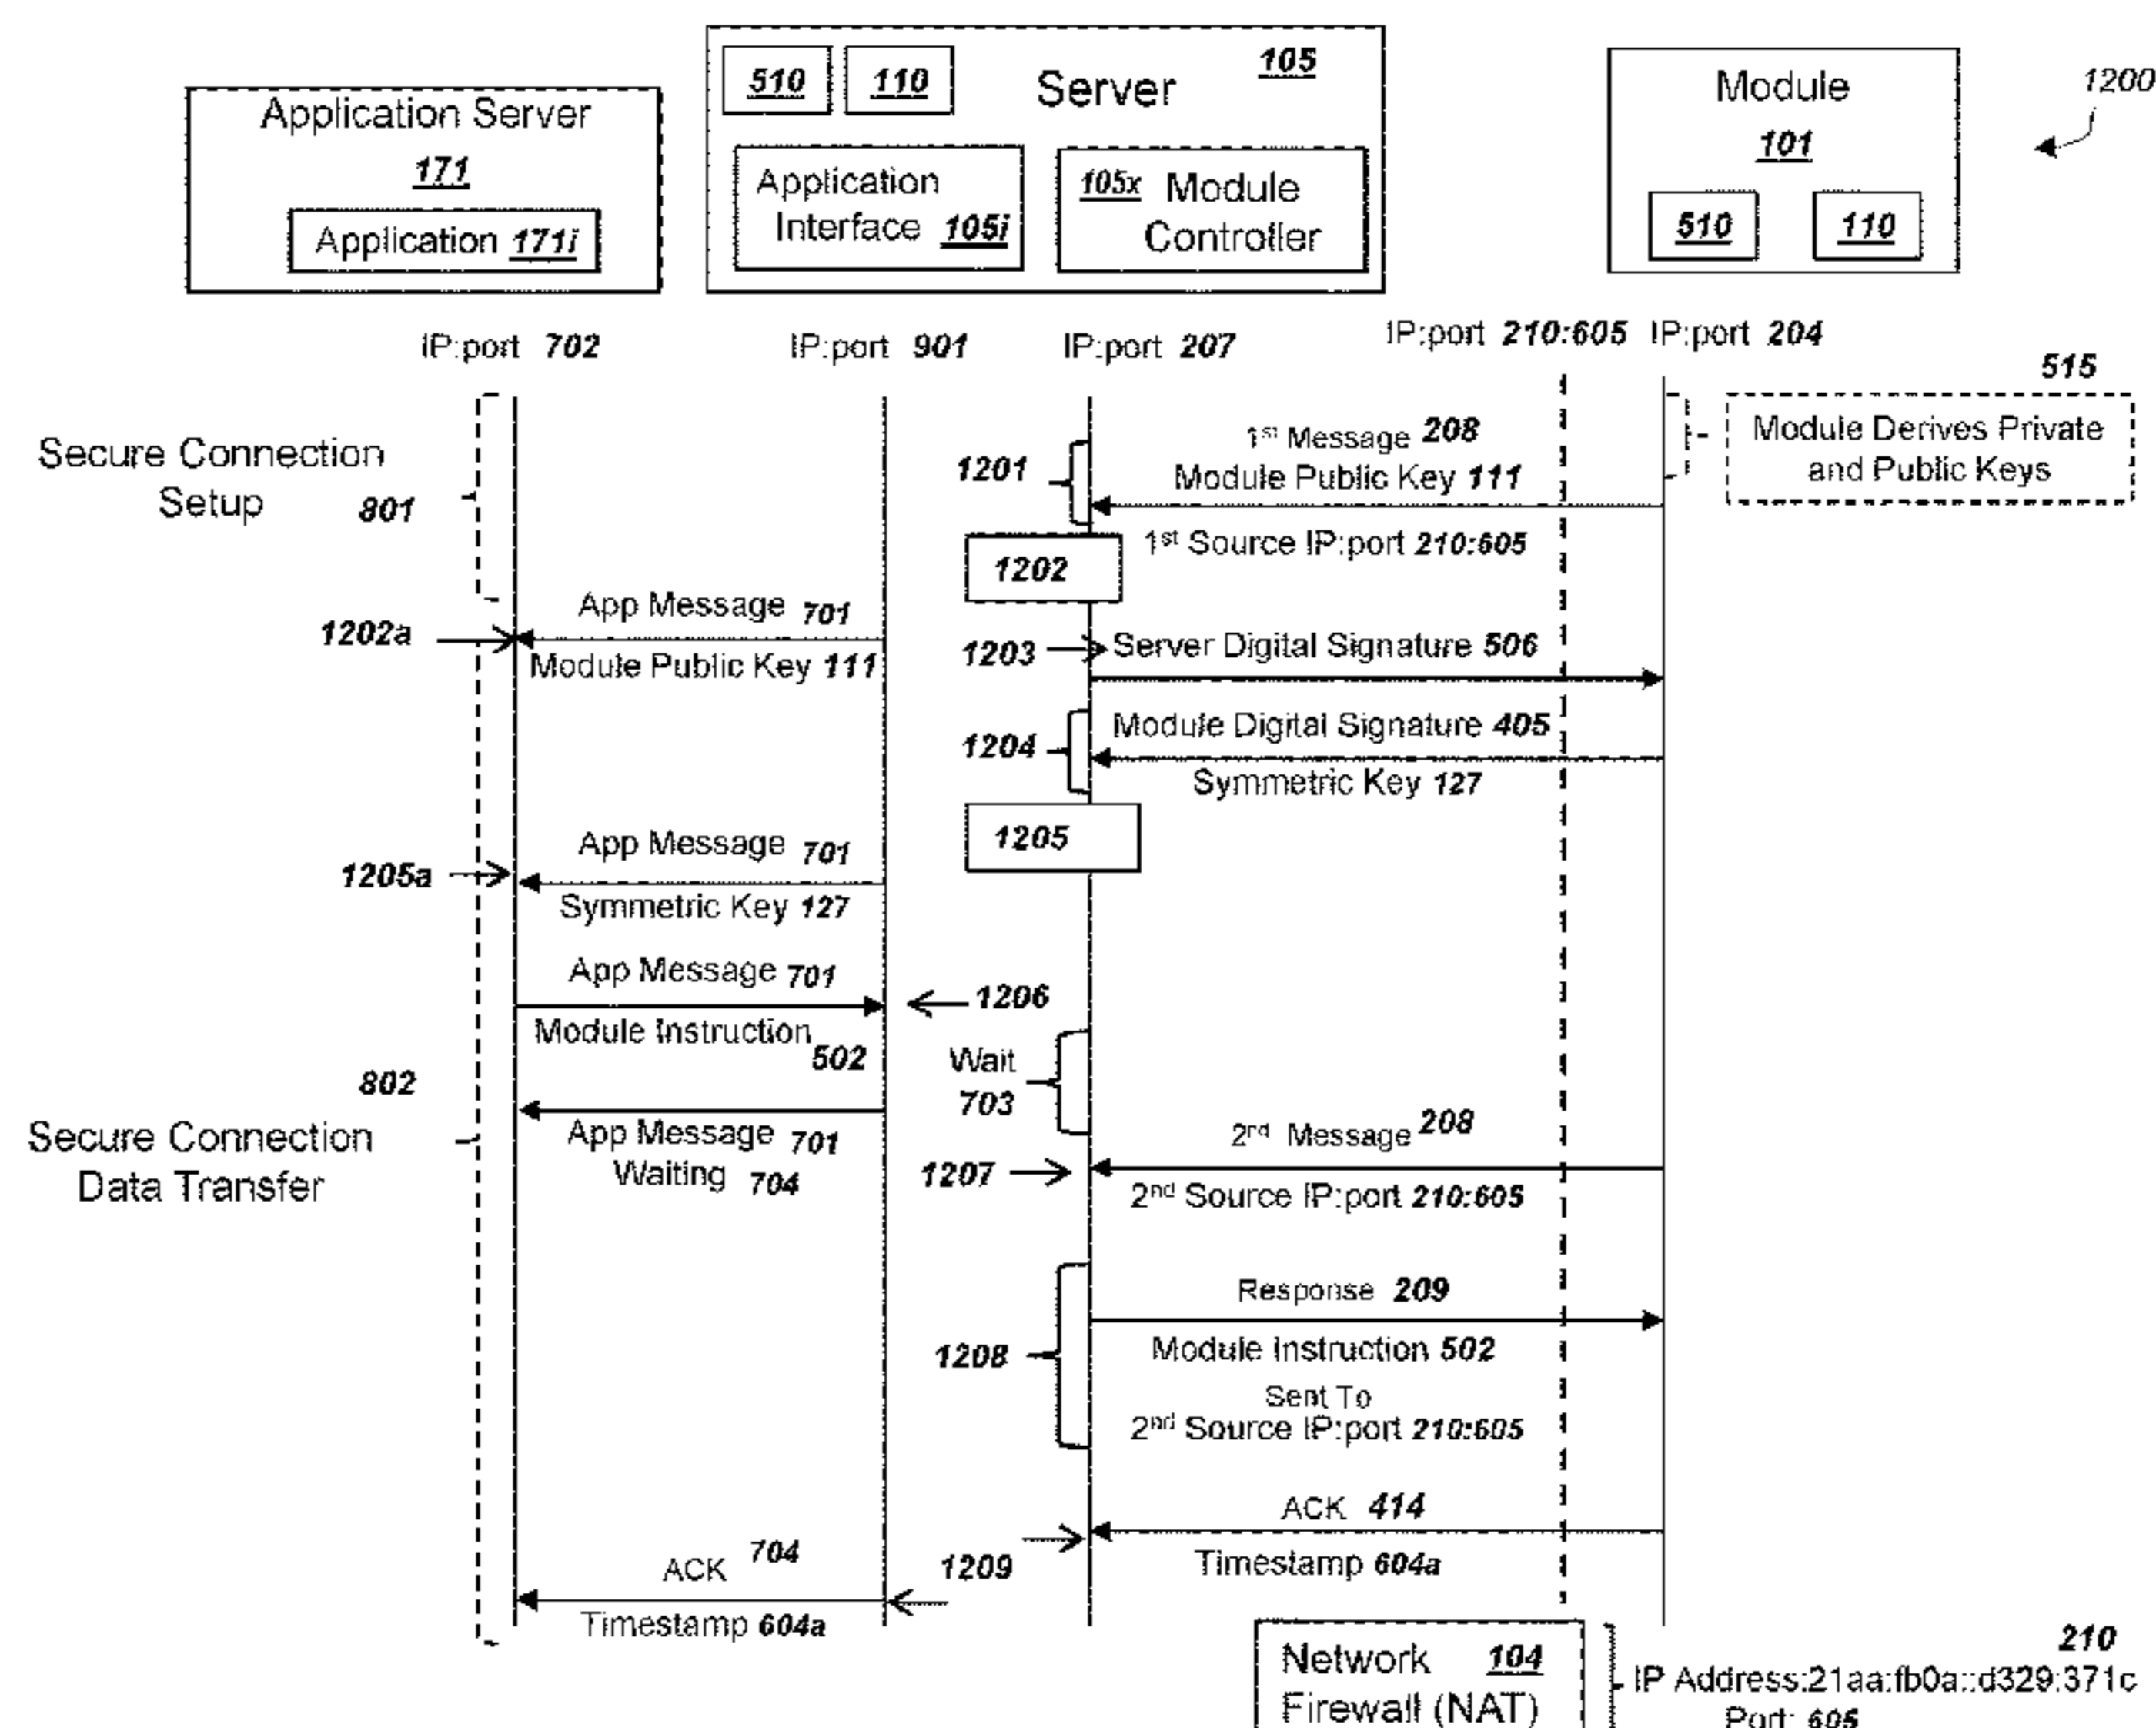 1200
Application Server
171
Application 171i
510 110 Server 105
Application
Interface 105i
105x Module
Controller
Module
101
510 110
IP:port 702
IP:port 901
IP:port 207
IP:port 210:605
IP:port 204
515
Module Derives Private
and Public Keys
Secure Connection
Setup 801
1201
1st Message 208
Module Public Key 111
1st Source IP:port 210:605
1202
1202a
App Message 701
Module Public Key 111
1203
Server Digital Signature 506
1204
Module Digital Signature 405
Symmetric Key 127
1205
1205a
App Message 701
Symmetric Key 127
App Message 701
1206
Module Instruction
502
Wait
703
802
Secure Connection
Data Transfer
App Message 701
Waiting 704
2nd Message 208
1207
2nd Source IP:port 210:605
Response 209
1208
Module Instruction 502
Sent To
2nd Source IP:port 210:605
ACK 414
1209
Timestamp 604a
ACK 704
Timestamp 604a
Network 104
Firewall (NAT)
210
IP Address:21aa:fb0a::d329:371c
Port: 605